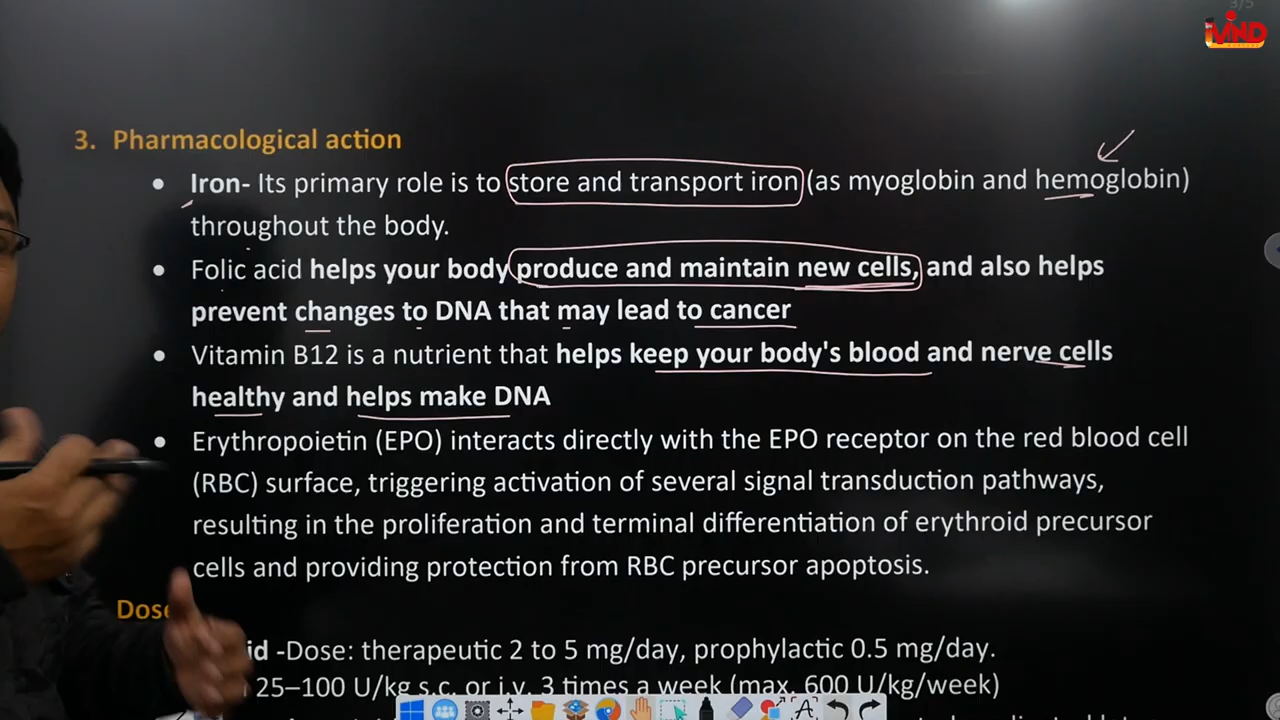 3/5
iMIND
3. Pharmacological action
• Iron- Its primary role is to store and transport iron (as myoglobin and hemoglobin)
throughout the body.
• Folic acid helps your body produce and maintain new cells, and also helps
prevent changes to DNA that may lead to cancer
• Vitamin B12 is a nutrient that helps keep your body's blood and nerve cells
healthy and helps make DNA
• Erythropoietin (EPO) interacts directly with the EPO receptor on the red blood cell
(RBC) surface, triggering activation of several signal transduction pathways,
resulting in the proliferation and terminal differentiation of erythroid precursor
cells and providing protection from RBC precursor apoptosis.
Dose
-Dose: therapeutic 2 to 5 mg/day, prophylactic 0.5 mg/day.
25–100 U/kg s.c. or i.v. 3 times a week (max. 600 U/kg/week)